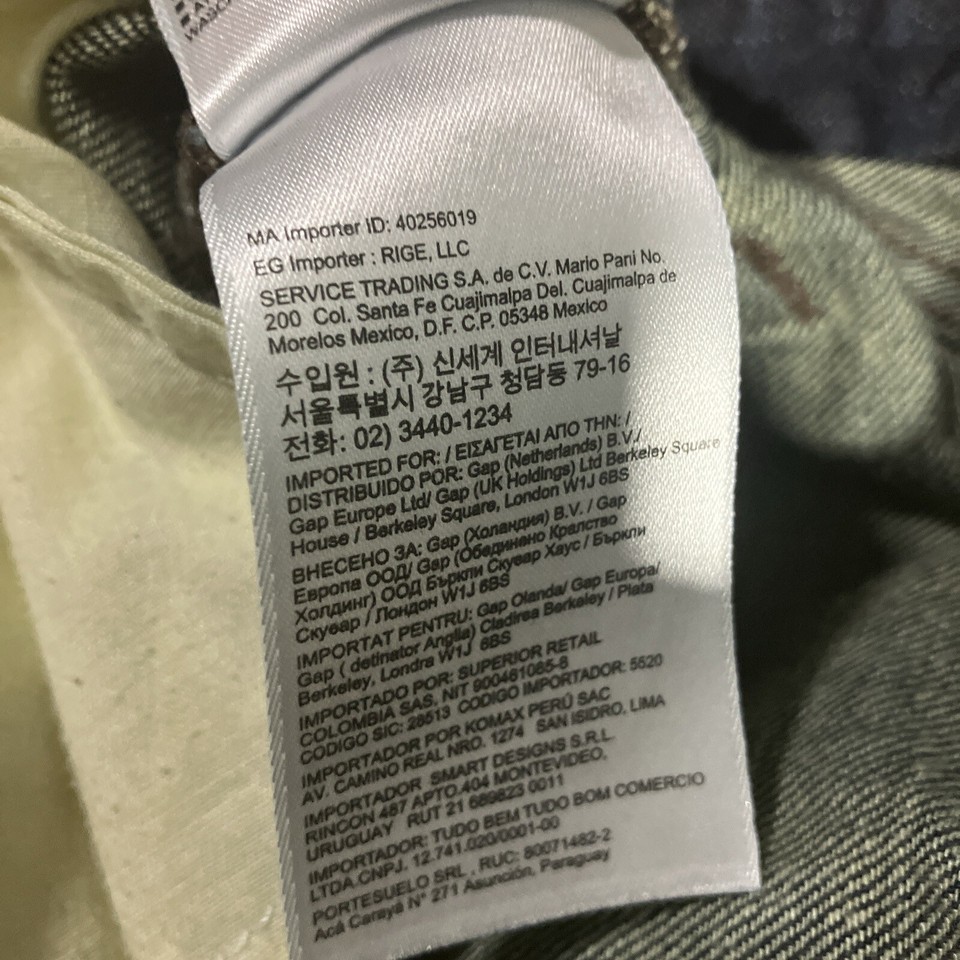 MA Importer ID: 40256019
EG Importer : RIGE, LLC
SERVICE TRADING S.A. de C.V. Mario Pani No.
200 Col. Santa Fe Cuajimalpa Del. Cuajimalpa de
Morelos Mexico, D.F. C.P. 05348 Mexico
수입원 : (주) 신세계 인터내셔날
서울특별시 강남구 청담동 79-16
전화: 02) 3440-1234
IMPORTED FOR: / ΕΙΣΑΓΕΤΑΙ ΑΠΟ ΤΗΝ: /
DISTRIBUIDO POR: Gap (Netherlands) B.V./
Gap Europe Ltd/ Gap (UK Holdings) Ltd Berkeley Square
House / Berkeley Square, London W1J 6BS
ВНЕСЕНО ЗА: Gap (Холандия) B.V. / Gap
Европа ООД/ Gap (Обединано Кралство
Холдинг) ООД Бъркли Скуеар Хаус / Бъркли
Скуеар / Лондон W1J 6BS
IMPORTAT PENTRU: Gap Olanda/ Gap Europa/
Gap ( detinator Anglia) Cladirea Berkeley / Piata
Berkeley, Londra W1J 6BS
IMPORTADO POR: SUPERIOR RETAIL
COLOMBIA SAS, NIT 900461085-8
CODIGO SIC: 28513 CODIGO IMPORTADOR: 5520
IMPORTADOR POR KOMAX PERÚ SAC
AV. CAMINO REAL NRO. 1274 SAN ISIDRO, LIMA
IMPORTADOR SMART DESIGNS S.R.L.
RINCON 487 APTO.404 MONTEVIDEO,
URUGUAY RUT 21 689823 0011
IMPORTADOR: TUDO BEM TUDO BOM COMERCIO
LTDA.CNPJ. 12.741.020/0001-00
PORTESUELO SRL , RUC: 80071482-2
Acá Carayá N° 271 Asunción, Paraguay